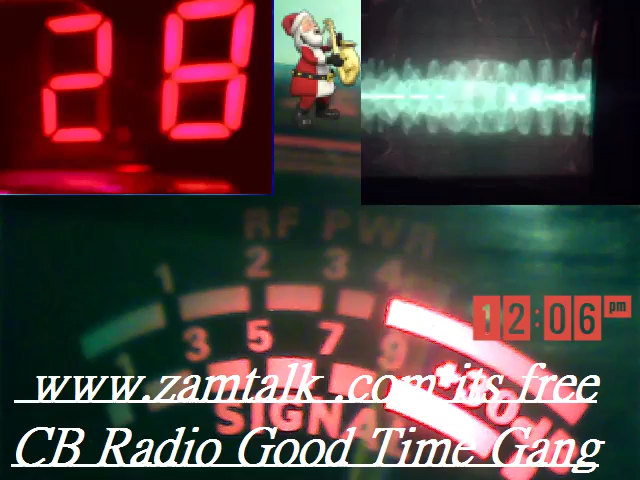 28
RF PWR
1 2 3 4
12:06 pm
1 3 5 7 9
www.zamtalk .com its free
SIGNAL
CB Radio Good Time Gang